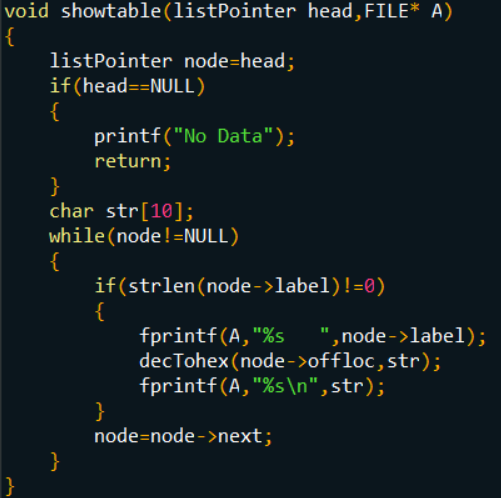 void showtable(listPointer head,FILE* A)
{
    listPointer node=head;
    if(head==NULL)
    {
        printf("No Data");
        return;
    }
    char str[10];
    while(node!=NULL)
    {
        if(strlen(node->label)!=0)
        {
            fprintf(A,"%s   ",node->label);
            decTohex(node->offloc,str);
            fprintf(A,"%s\n",str);
        }
        node=node->next;
    }
}